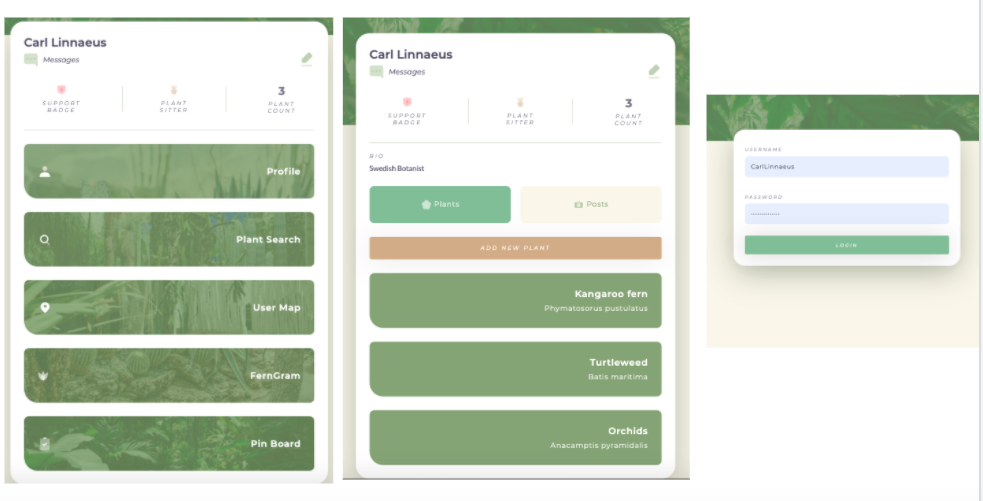 Carl Linnaeus
Messages
SUPPORT
BADGE
PLANT
SITTER
3
PLANT
COUNT
Profile
Plant Search
User Map
FernGram
Pin Board
Carl Linnaeus
Messages
SUPPORT
BADGE
PLANT
SITTER
3
PLANT
COUNT
BIO
Swedish Botanist
Plants
Posts
ADD NEW PLANT
Kangaroo fern
Phymatosorus pustulatus
Turtleweed
Batis maritima
Orchids
Anacamptis pyramidalis
USERNAME
CarlLinnaeus
PASSWORD
LOGIN